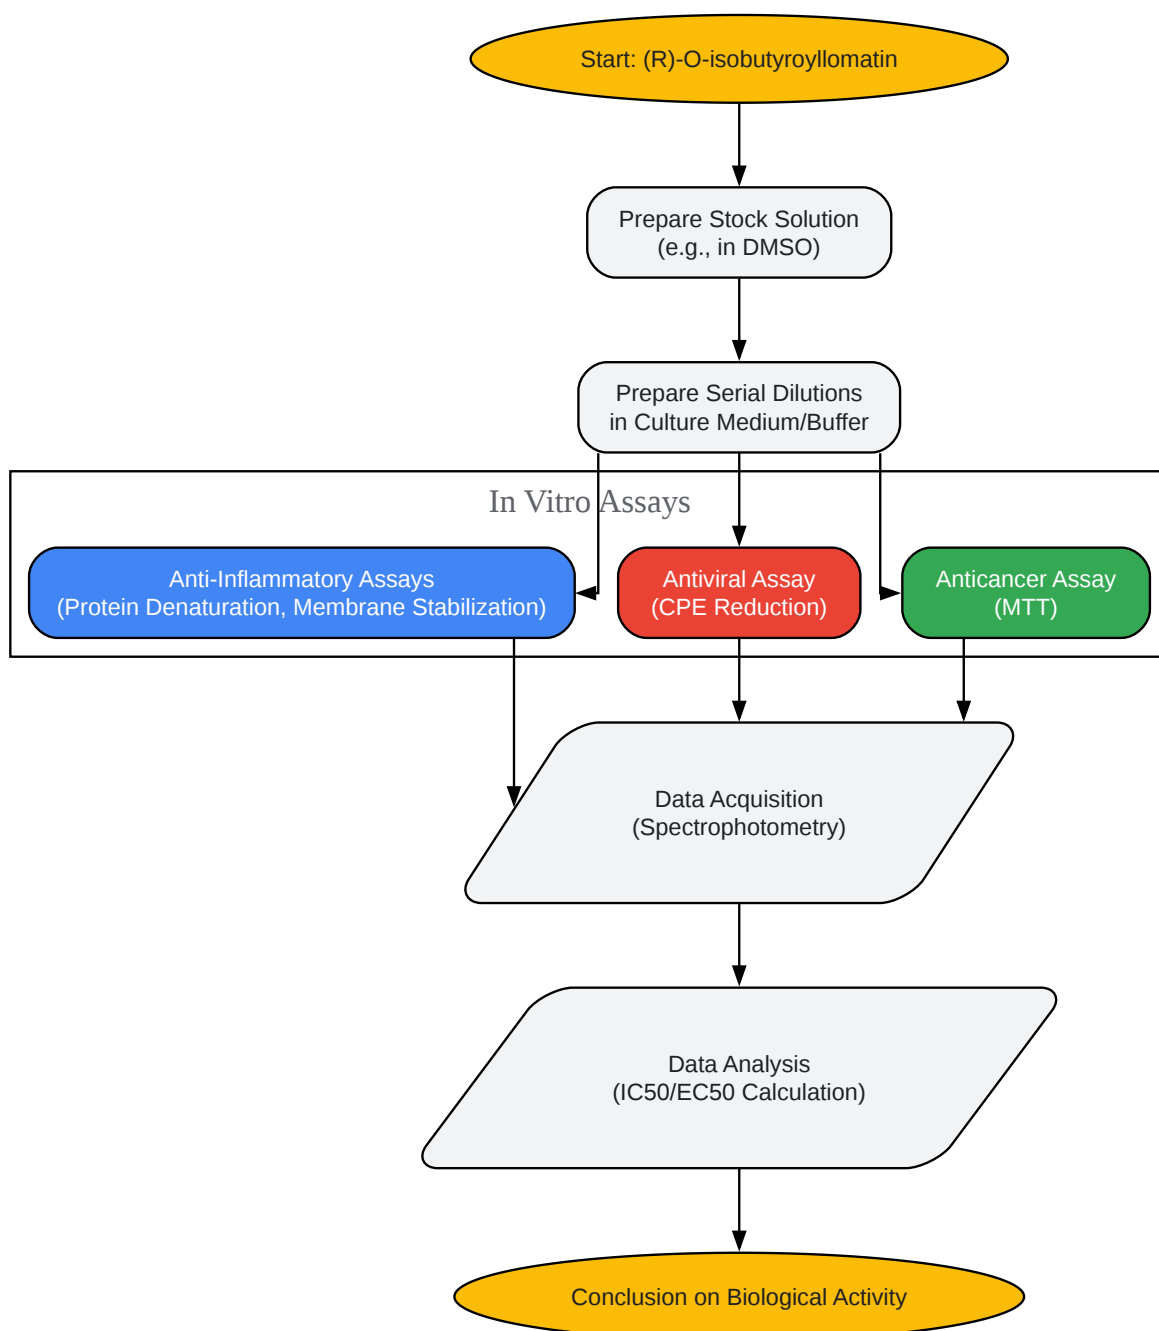 Start: (R)-O-isobutyroyllomatin
Prepare Stock Solution
(e.g., in DMSO)
Prepare Serial Dilutions
in Culture Medium/Buffer
In Vitro Assays
Anti-Inflammatory Assays
(Protein Denaturation, Membrane Stabilization)
Antiviral Assay
(CPE Reduction)
Anticancer Assay
(MTT)
Data Acquisition
(Spectrophotometry)
Data Analysis
(IC50/EC50 Calculation)
Conclusion on Biological Activity